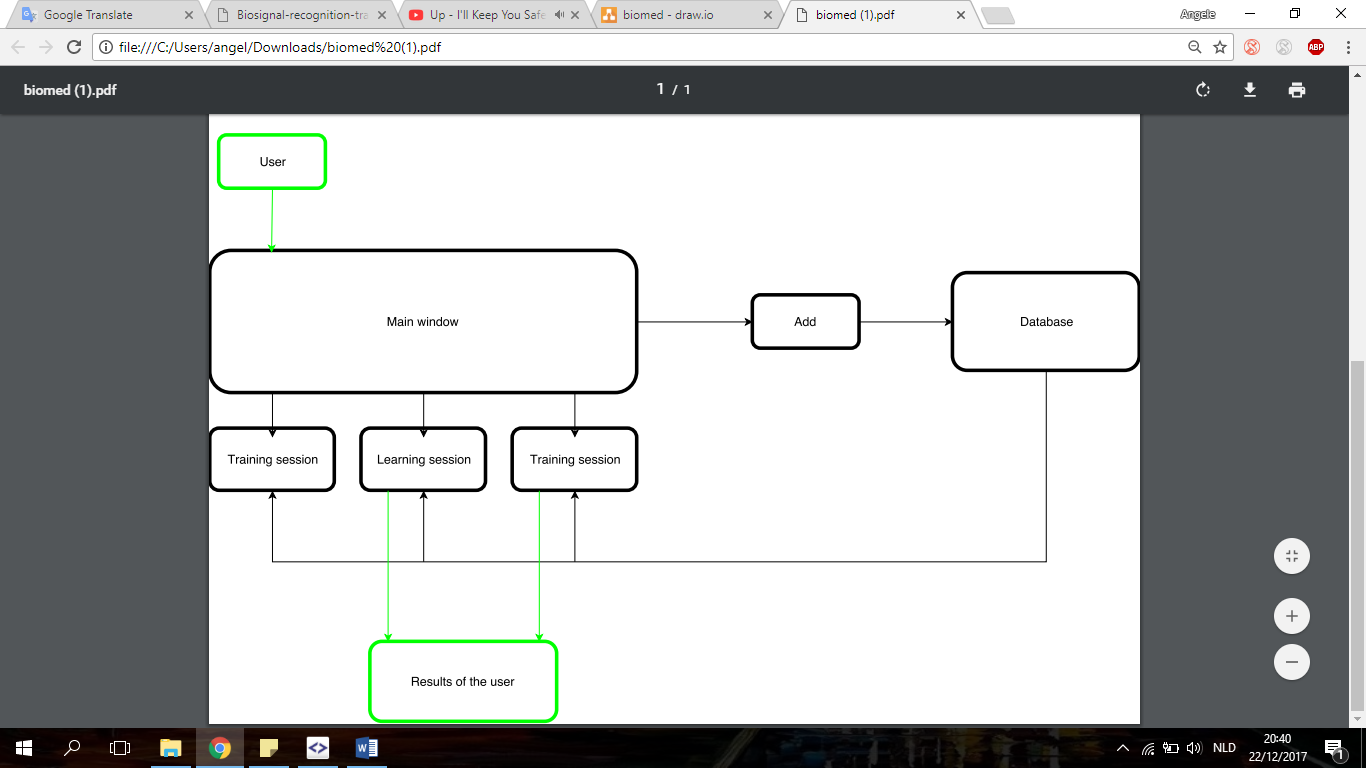 Google Translate
Biosignal-recognition-tra
Up - I'll Keep You Safe
biomed - draw.io
biomed (1).pdf
Angele
file:///C:/Users/angel/Downloads/biomed%20(1).pdf
ABP
biomed (1).pdf
1 / 1
User
Main window
Add
Database
Training session
Learning session
Training session
Results of the user
NLD
20:40
22/12/2017
1